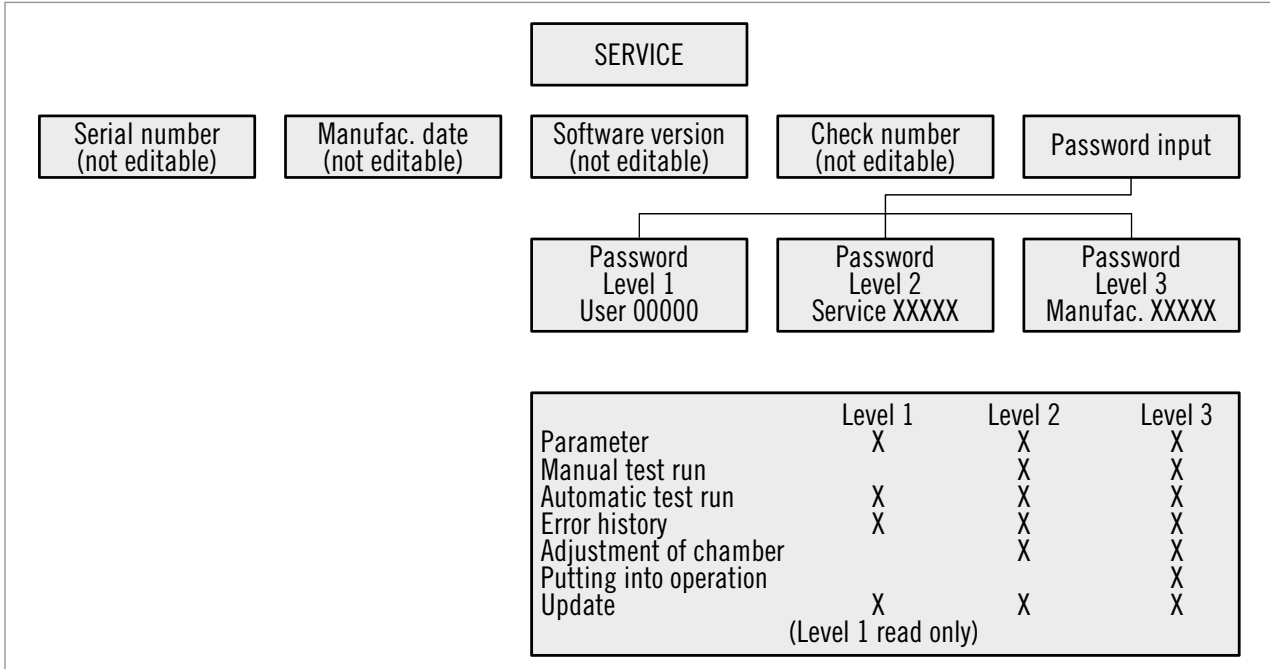 SERVICE
Serial number
(not editable)
Manufac. date
(not editable)
Software version
(not editable)
Check number
(not editable)
Password input
Password
Level 1
User 00000
Password
Level 2
Service XXXXX
Password
Level 3
Manufac. XXXXX
Level 1 Level 2 Level 3
Parameter X X X
Manual test run X X
Automatic test run X X X
Error history X X X
Adjustment of chamber X X
Putting into operation X
Update X X X
(Level 1 read only)